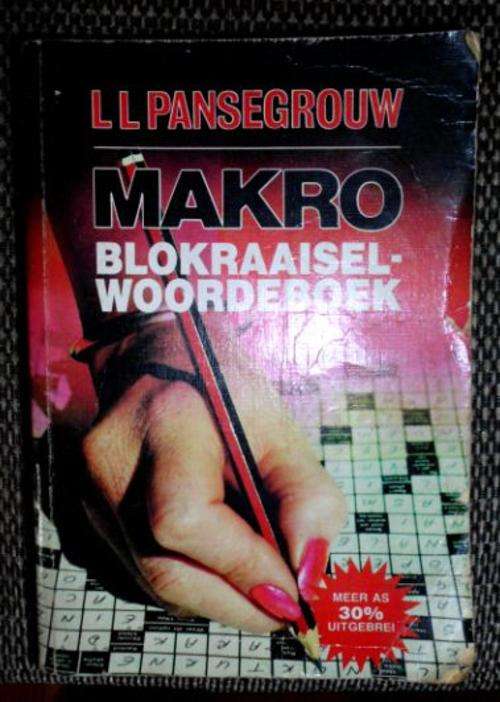 L L PANSEGROUW
MAKRO
BLOKRAAISEL-
WOORDEBOEK
MEER AS
30%
UITGEBREI